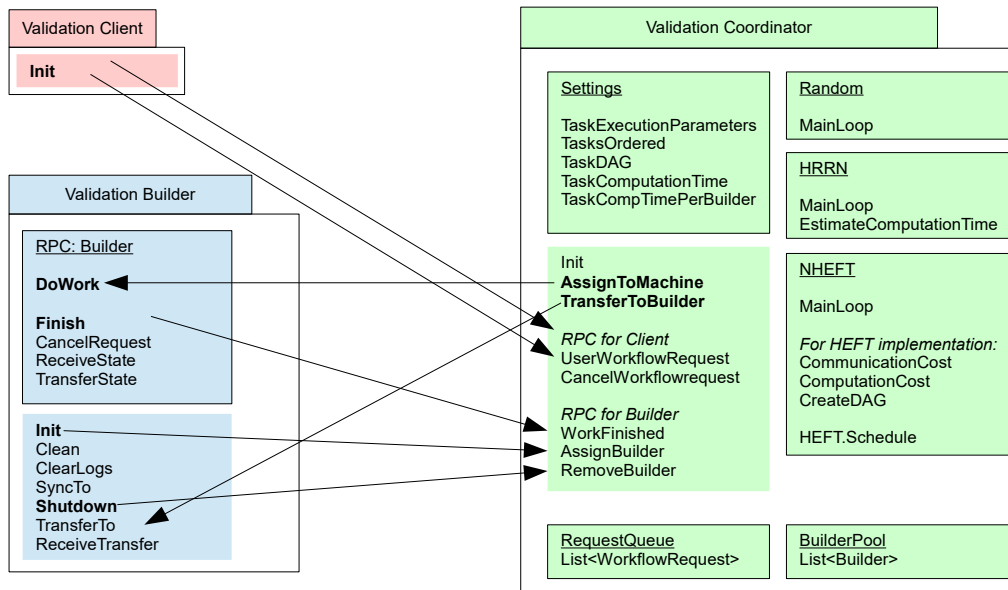 Validation Client
Init
Validation Builder
RPC: Builder
DoWork
Finish
CancelRequest
ReceiveState
TransferState
Init
Clean
ClearLogs
SyncTo
Shutdown
TransferTo
ReceiveTransfer
Validation Coordinator
Settings
TaskExecutionParameters
TasksOrdered
TaskDAG
TaskComputationTime
TaskCompTimePerBuilder
Init
AssignToMachine
TransferToBuilder
RPC for Client
UserWorkflowRequest
CancelWorkflowrequest
RPC for Builder
WorkFinished
AssignBuilder
RemoveBuilder
RequestQueue
List<WorkflowRequest>
Random
MainLoop
HRRN
MainLoop
EstimateComputationTime
NHEFT
MainLoop
For HEFT implementation:
CommunicationCost
ComputationCost
CreateDAG
HEFT.Schedule
BuilderPool
List<Builder>